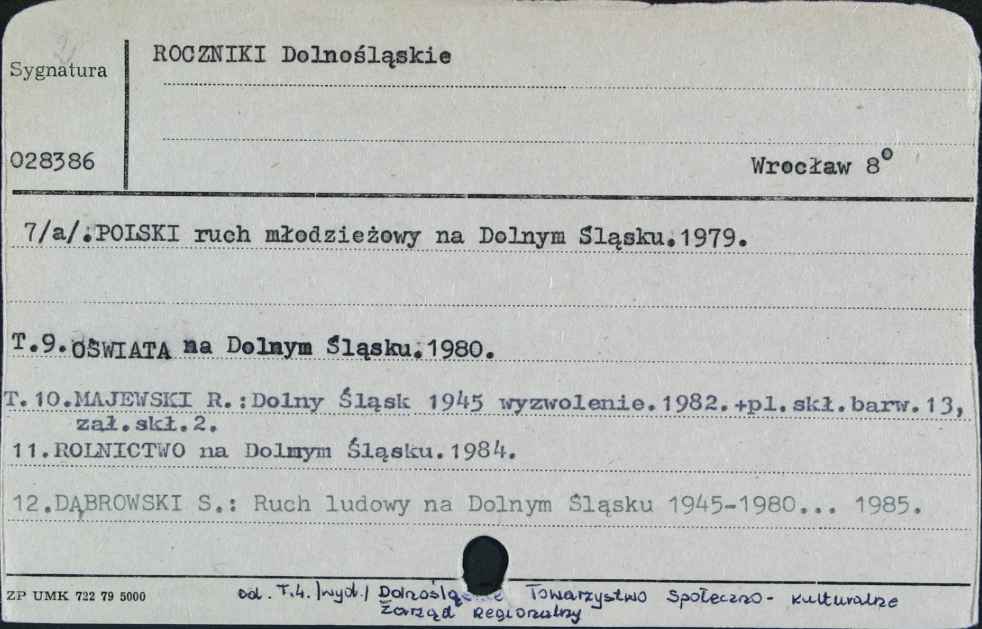 ROCZNIKI Dolnośląskie
Sygnatura
028386
Wrocław 8°
7/a/.POLSKI ruch młodzieżowy na Dolnym Śląsku.1979.
T.9.OŚWIATA na Dolnym Śląsku.1980.
T.10.MAJEWSKI R.:Dolny Śląsk 1945 wyzwolenie.1982.+pl.skł.barw.13,
zał.skł.2.
11.ROLNICTWO na Dolnym Śląsku.1984.
12.DĄBROWSKI S.: Ruch ludowy na Dolnym Śląsku 1945-1980... 1985.
ZP UMK 722 79 5000
od. T.4. /wyd./ Towarzystwo Społeczno- kulturalne
Zarząd Regionalny